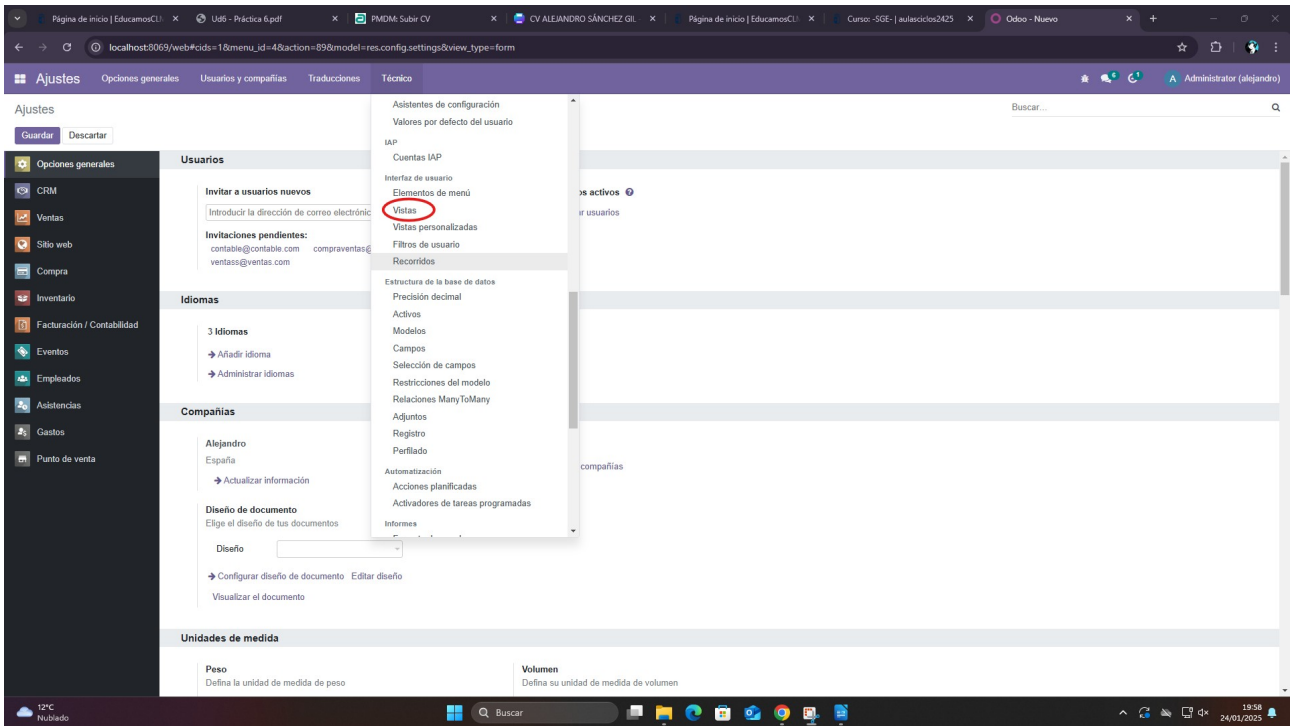 Página de inicio | EducamosCL
Ud6 - Práctica 6.pdf
PMDM: Subir CV
CV ALEJANDRO SÁNCHEZ GIL
Página de inicio | EducamosCL
Curso: -SGE- | aulasciclos2425
Odoo - Nuevo
localhost:8069/web#cids=1&menu_id=4&action=89&model=res.config.settings&view_type=form
Ajustes Opciones generales Usuarios y compañías Traducciones Técnico
6 1 A Administrator (alejandro)
Ajustes
Buscar...
Guardar Descartar
Opciones generales
CRM
Ventas
Sitio web
Compra
Inventario
Facturación / Contabilidad
Eventos
Empleados
Asistencias
Gastos
Punto de venta
Usuarios
Invitar a usuarios nuevos
Introducir la dirección de correo electrónic
Invitaciones pendientes:
contable@contable.com compraventas@
ventass@ventas.com
os activos
r usuarios
Idiomas
3 Idiomas
Añadir idioma
Administrar idiomas
Compañías
Alejandro
España
Actualizar información
compañías
Diseño de documento
Elige el diseño de tus documentos
Diseño
Configurar diseño de documento Editar diseño
Visualizar el documento
Unidades de medida
Peso
Defina la unidad de medida de peso
Volumen
Defina su unidad de medida de volumen
Asistentes de configuración
Valores por defecto del usuario
IAP
Cuentas IAP
Interfaz de usuario
Elementos de menú
Vistas
Vistas personalizadas
Filtros de usuario
Recorridos
Estructura de la base de datos
Precisión decimal
Activos
Modelos
Campos
Selección de campos
Restricciones del modelo
Relaciones ManyToMany
Adjuntos
Registro
Perfilado
Automatización
Acciones planificadas
Activadores de tareas programadas
Informes
12°C
Nublado
Buscar
19:58
24/01/2025